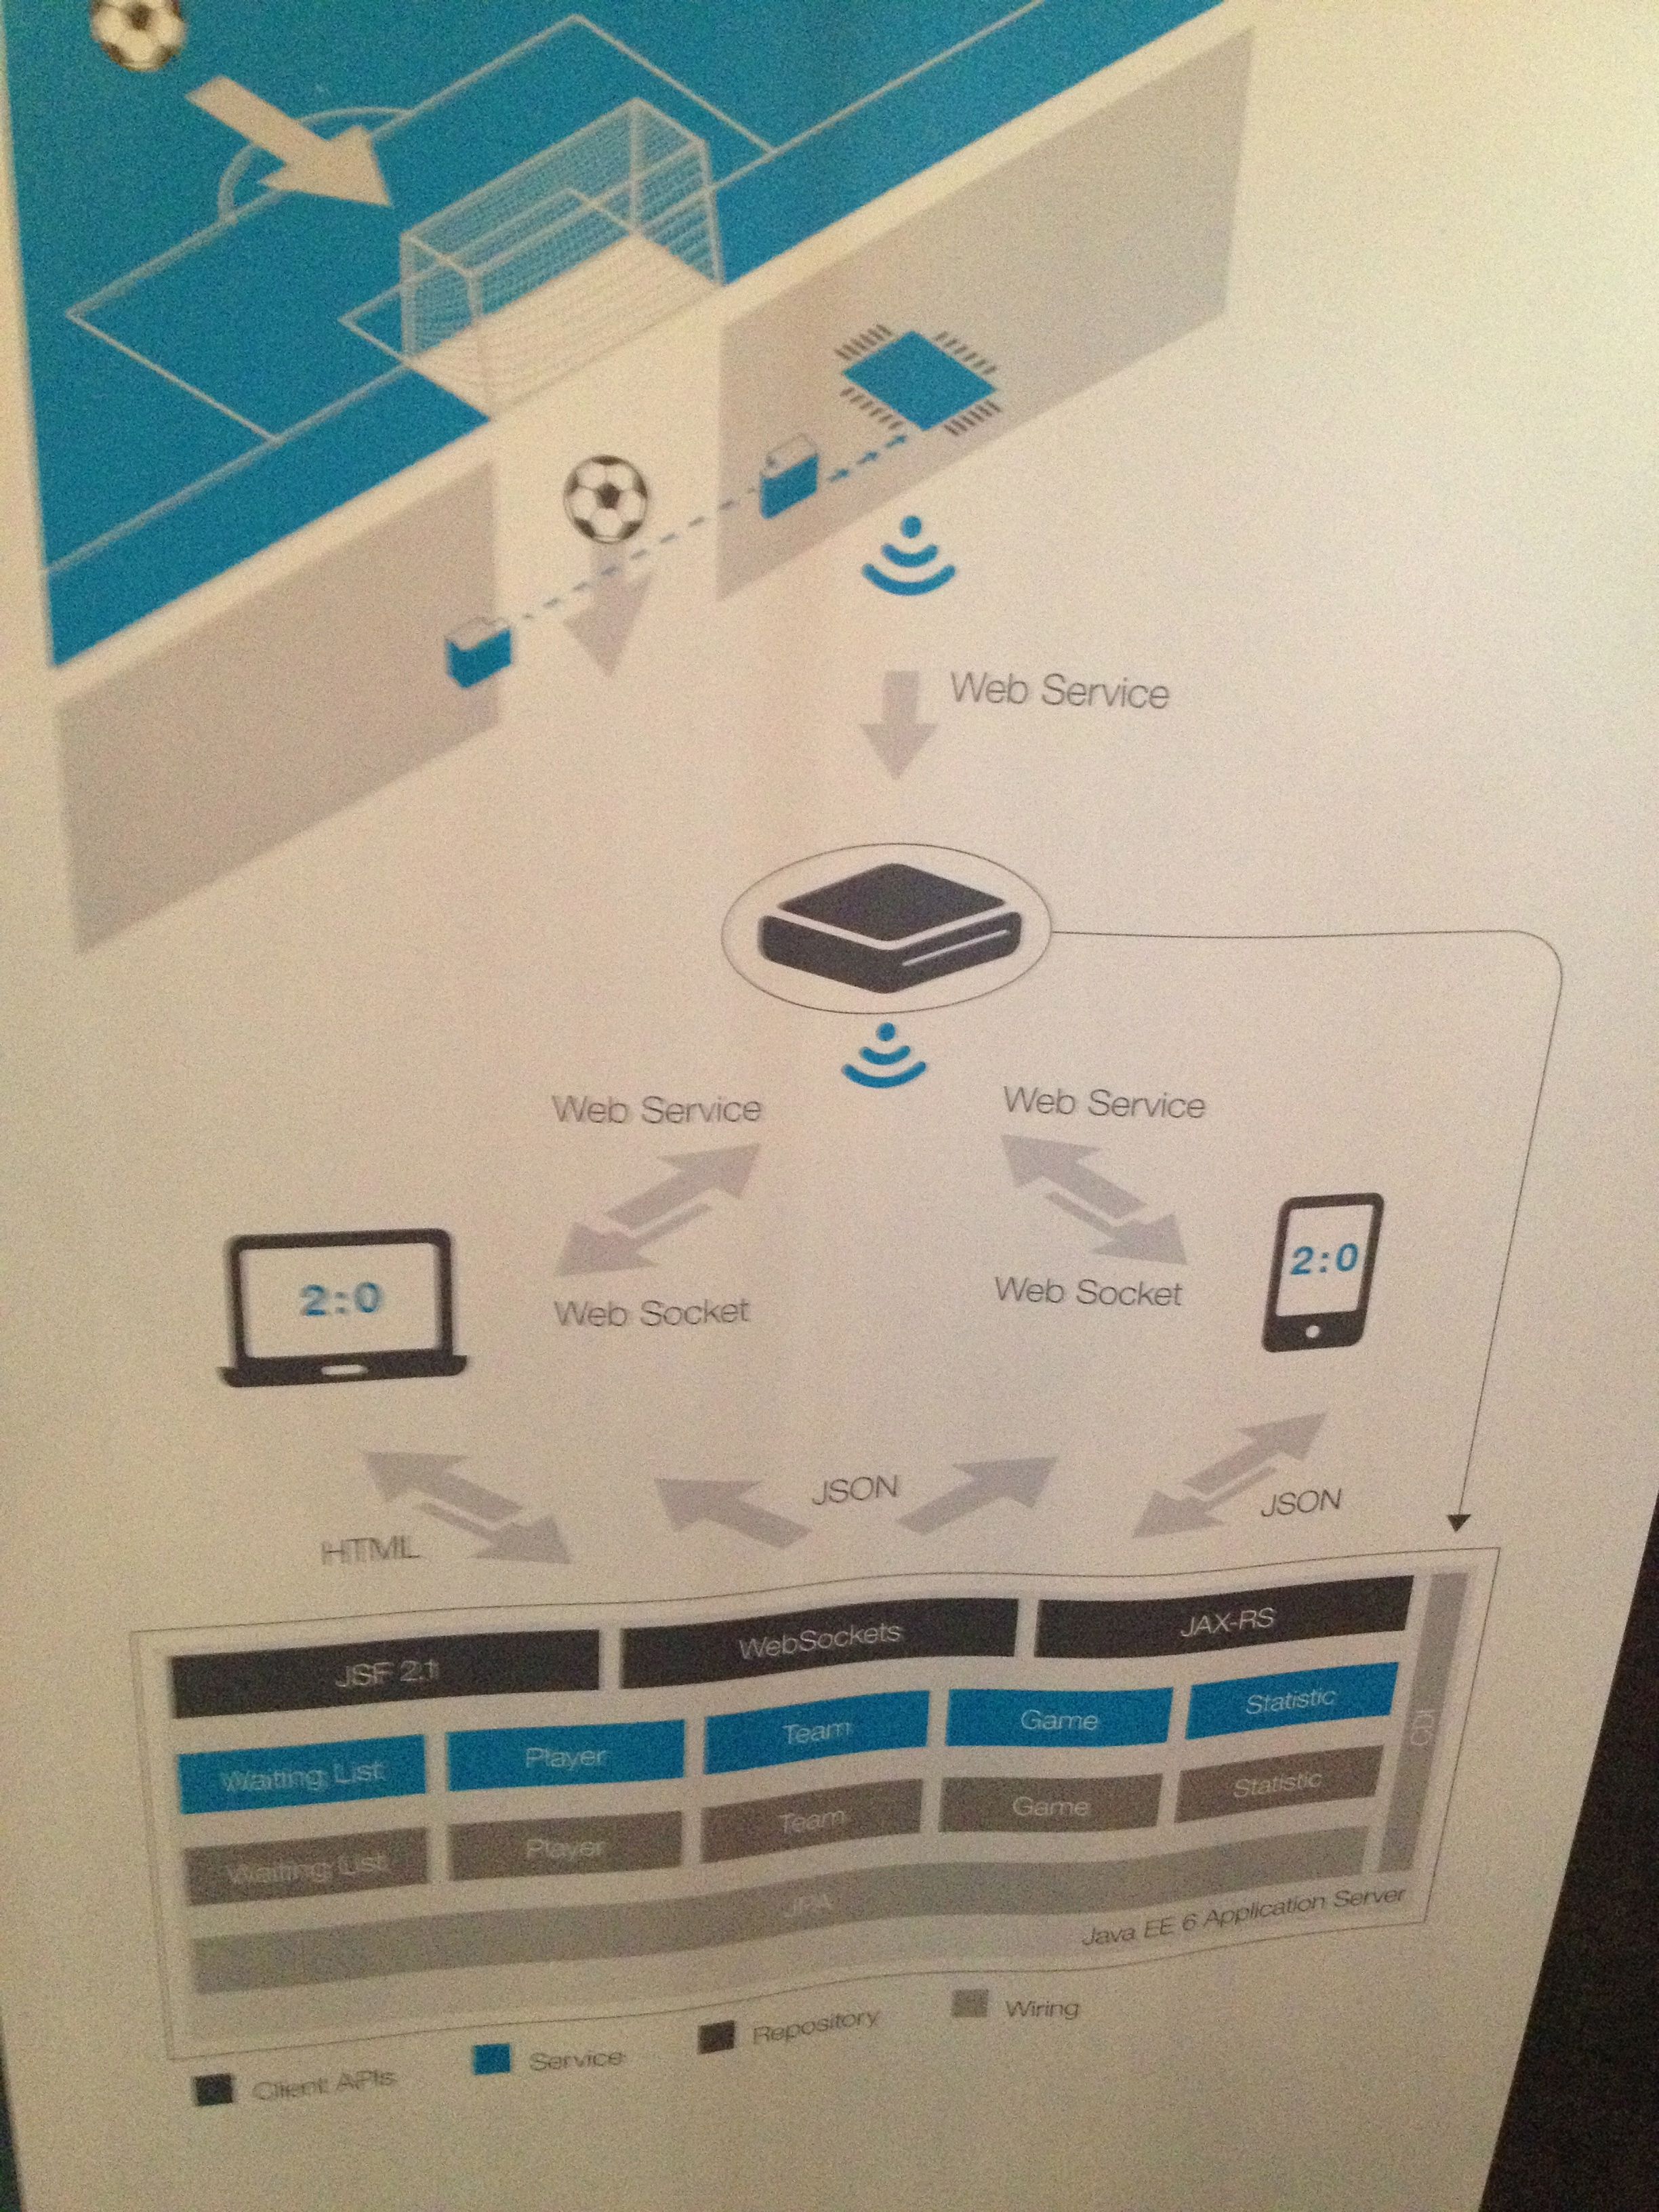 Web Service
Web Service
Web Service
2:0
2:0
Web Socket
Web Socket
JSON
JSON
HTML
JSF 2.1
WebSockets
JAX-RS
Waiting List
Player
Team
Game
Statistic
Waiting List
Player
Team
Game
Statistic
JPA
CDI
Java EE 6 Application Server
Client APIs
Service
Repository
Wiring